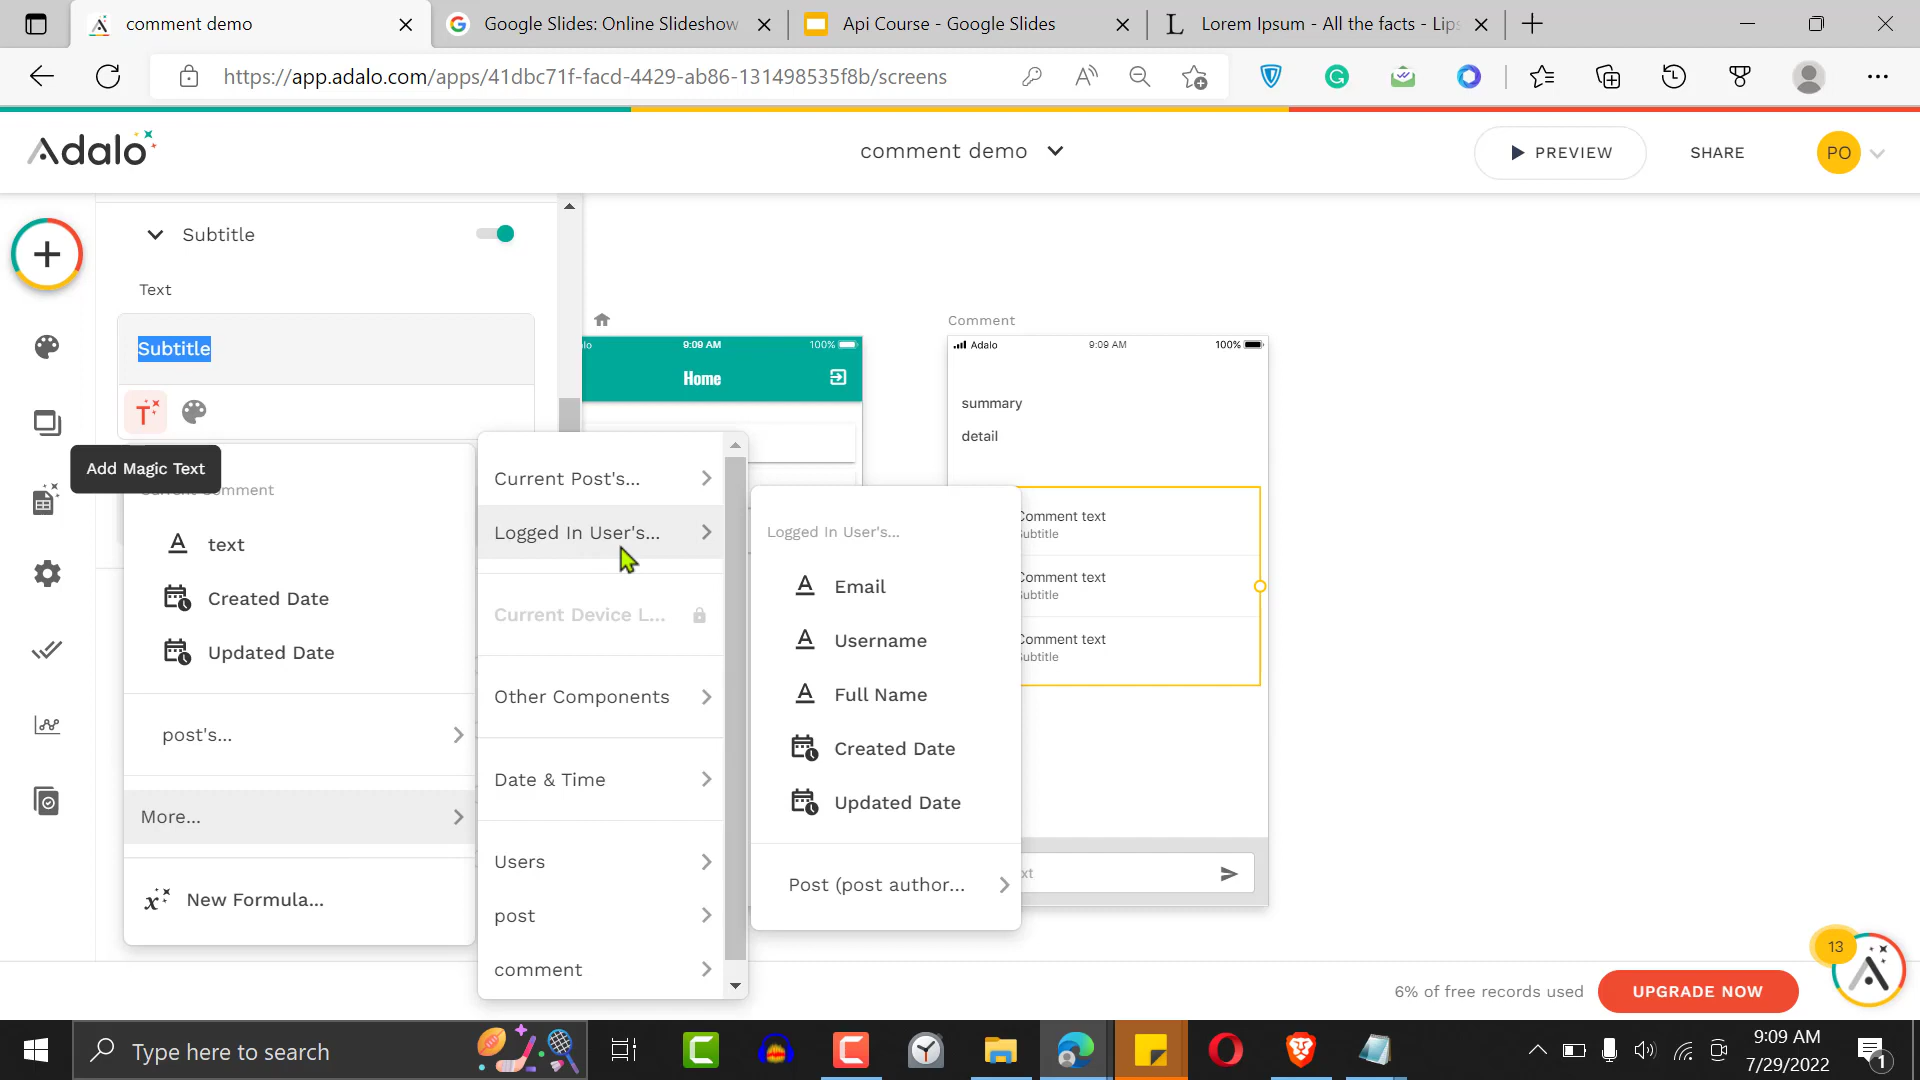 comment demo
Google Slides: Online Slideshow
Api Course - Google Slides
Lorem Ipsum - All the facts - Lips
https://app.adalo.com/apps/41dbc71f-facd-4429-ab86-131498535f8b/screens
Adalo
comment demo
PREVIEW
SHARE
PO
Subtitle
Text
Subtitle
Add Magic Text
text
Created Date
Updated Date
post's...
More...
New Formula...
Current Post's...
Logged In User's...
Current Device L...
Other Components
Date & Time
Users
post
comment
Logged In User's...
Email
Username
Full Name
Created Date
Updated Date
Post (post author...
9:09 AM
100%
Home
Comment
Adalo
9:09 AM
100%
summary
detail
Comment text
Subtitle
Comment text
Subtitle
Comment text
Subtitle
13
6% of free records used
UPGRADE NOW
Type here to search
9:09 AM
7/29/2022
1